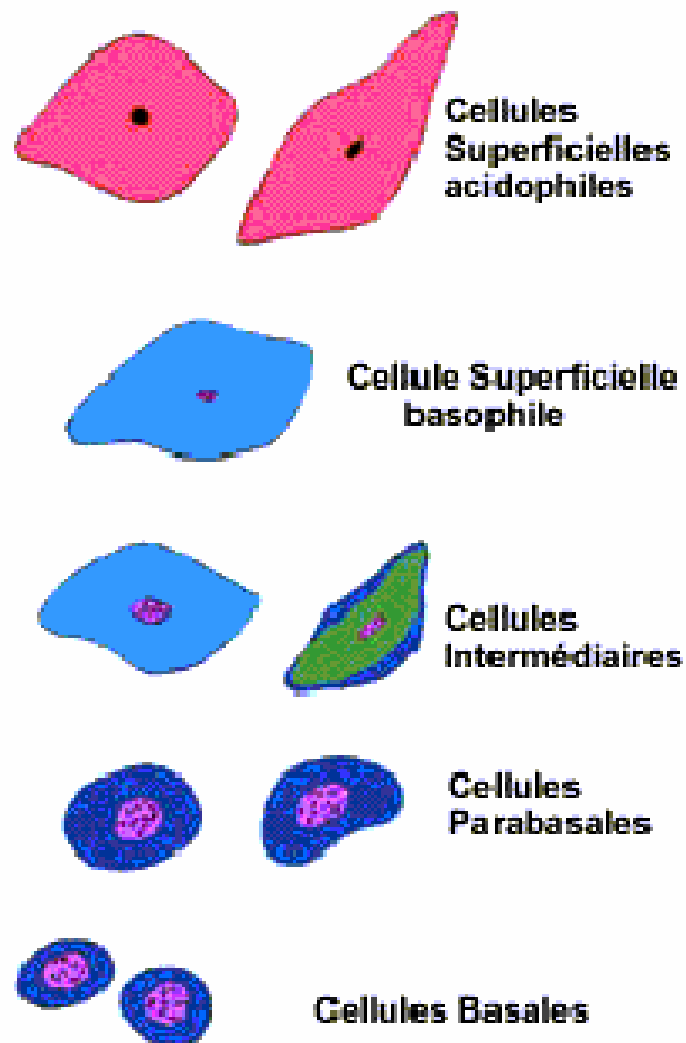 Cellules
Superficielles
acidophiles
Cellule Superficielle
basophile
Cellules
Intermédiaires
Cellules
Parabasales
Cellules Basales